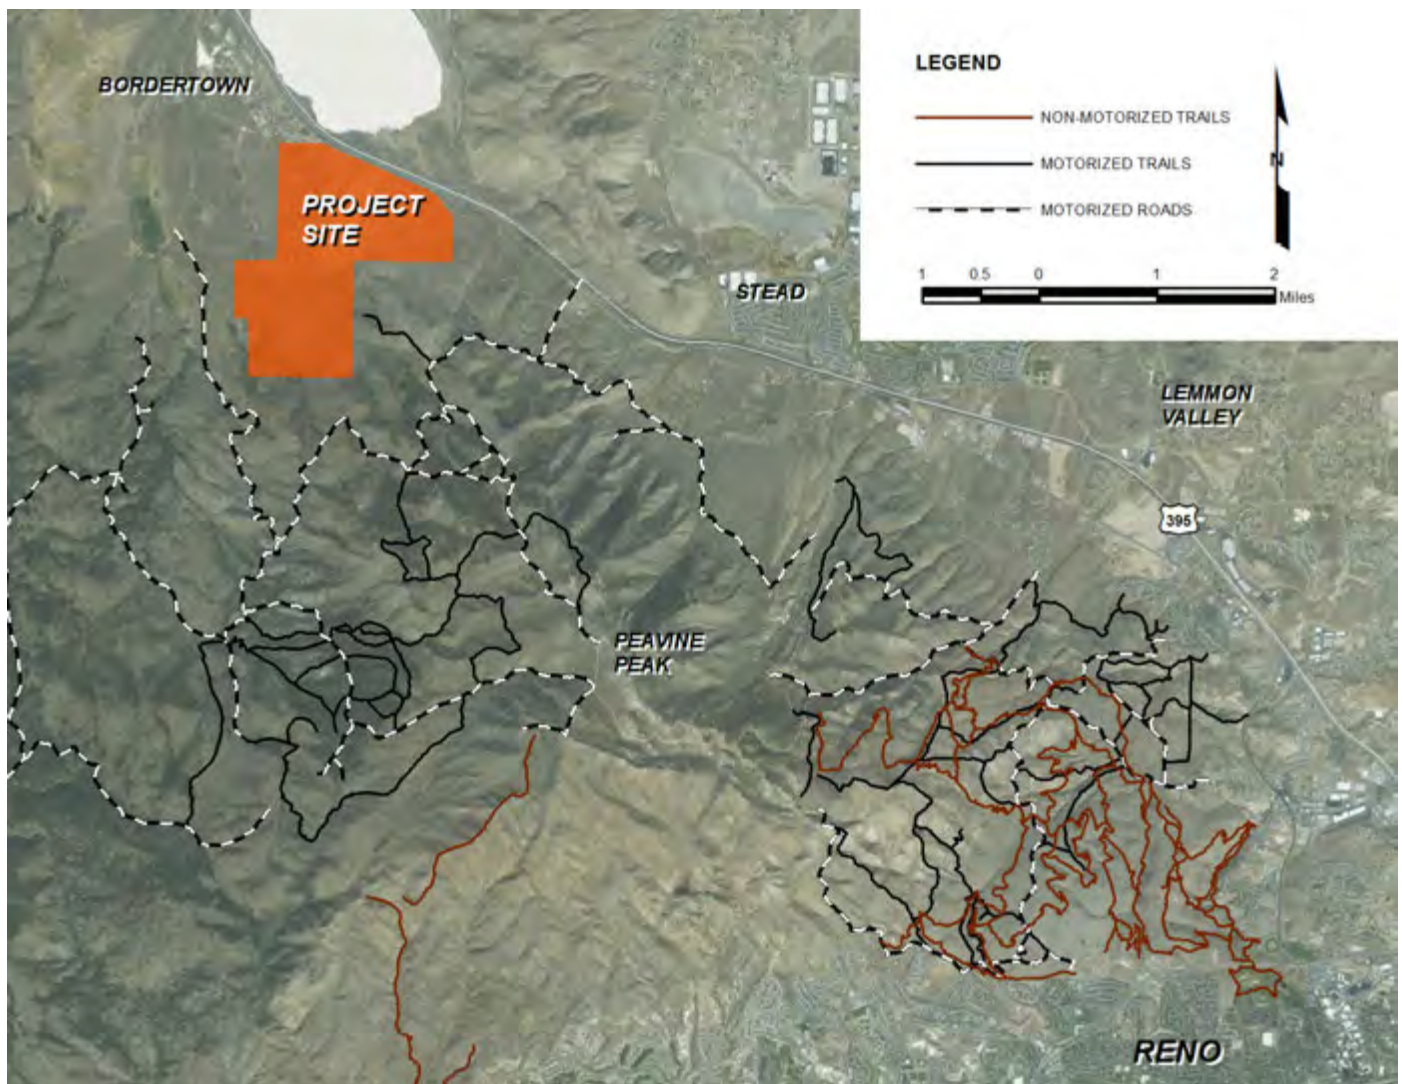 BORDERTOWN
PROJECT
SITE
STEAD
LEGEND
NON-MOTORIZED TRAILS
MOTORIZED TRAILS
MOTORIZED ROADS
N
1 0.5 0 1 2
Miles
LEMMON
VALLEY
395
PEAVINE
PEAK
RENO